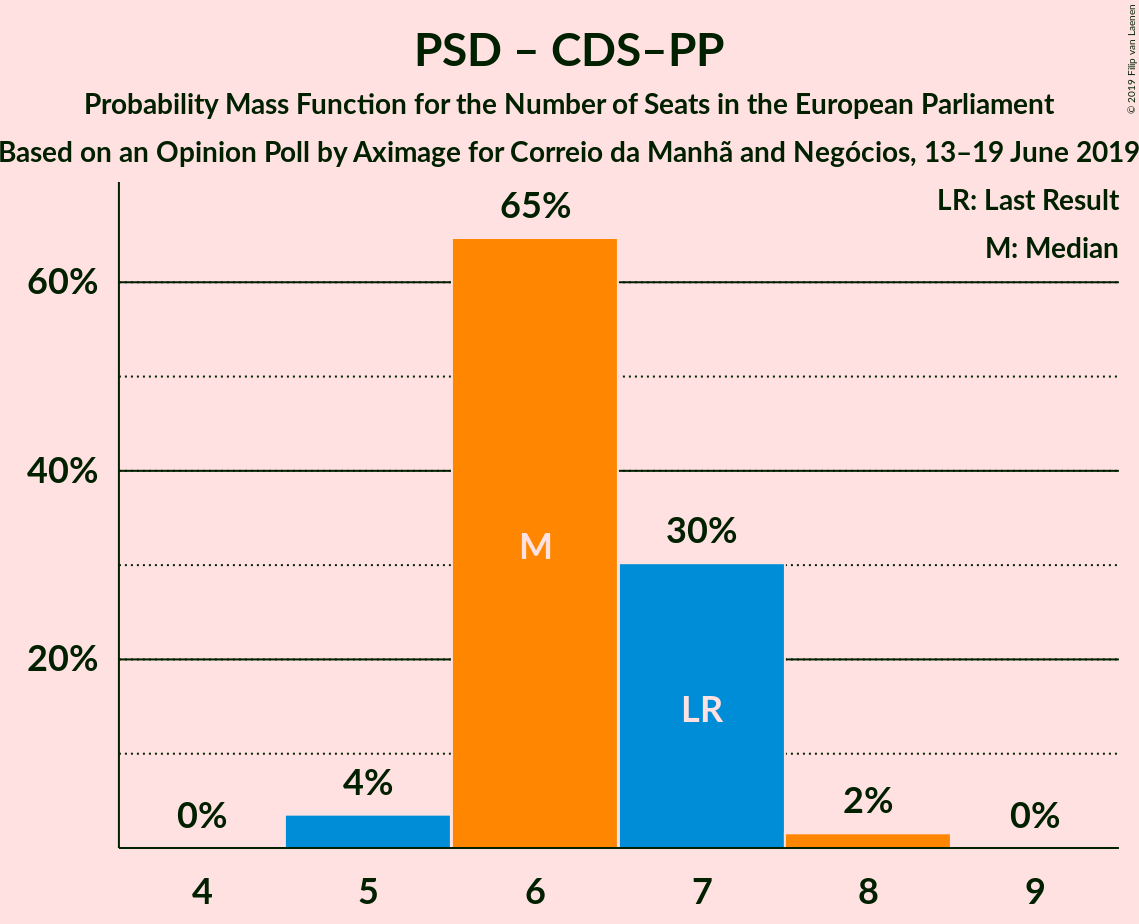 PSD – CDS–PP
Probability Mass Function for the Number of Seats in the European Parliament
Based on an Opinion Poll by Aximage for Correio da Manhã and Negócios, 13–19 June 2019
© 2019 Filip van Laenen
LR: Last Result
M: Median
65%
60%
40%
M
30%
20%
LR
4%
2%
0%
0%
4 5 6 7 8 9